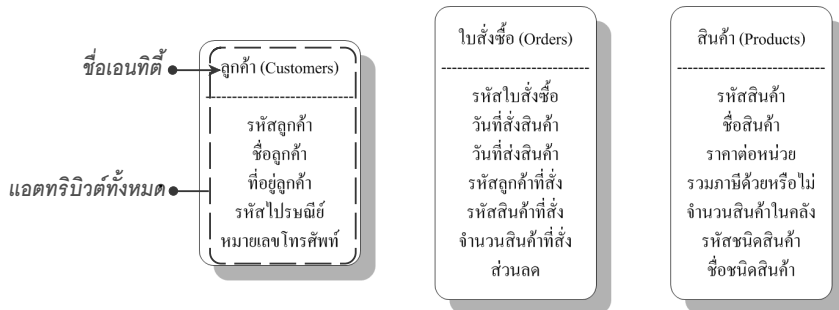 ชื่อเอนทิตี้
ลูกค้า (Customers)
แอตทริบิวต์ทั้งหมด
รหัสลูกค้า
ชื่อลูกค้า
ที่อยู่ลูกค้า
รหัสไปรษณีย์
หมายเลขโทรศัพท์
ใบสั่งซื้อ (Orders)
รหัสใบสั่งซื้อ
วันที่สั่งสินค้า
วันที่ส่งสินค้า
รหัสลูกค้าที่สั่ง
รหัสสินค้าที่สั่ง
จำนวนสินค้าที่สั่ง
ส่วนลด
สินค้า (Products)
รหัสสินค้า
ชื่อสินค้า
ราคาต่อหน่วย
รวมภาษีด้วยหรือไม่
จำนวนสินค้าในคลัง
รหัสชนิดสินค้า
ชื่อชนิดสินค้า